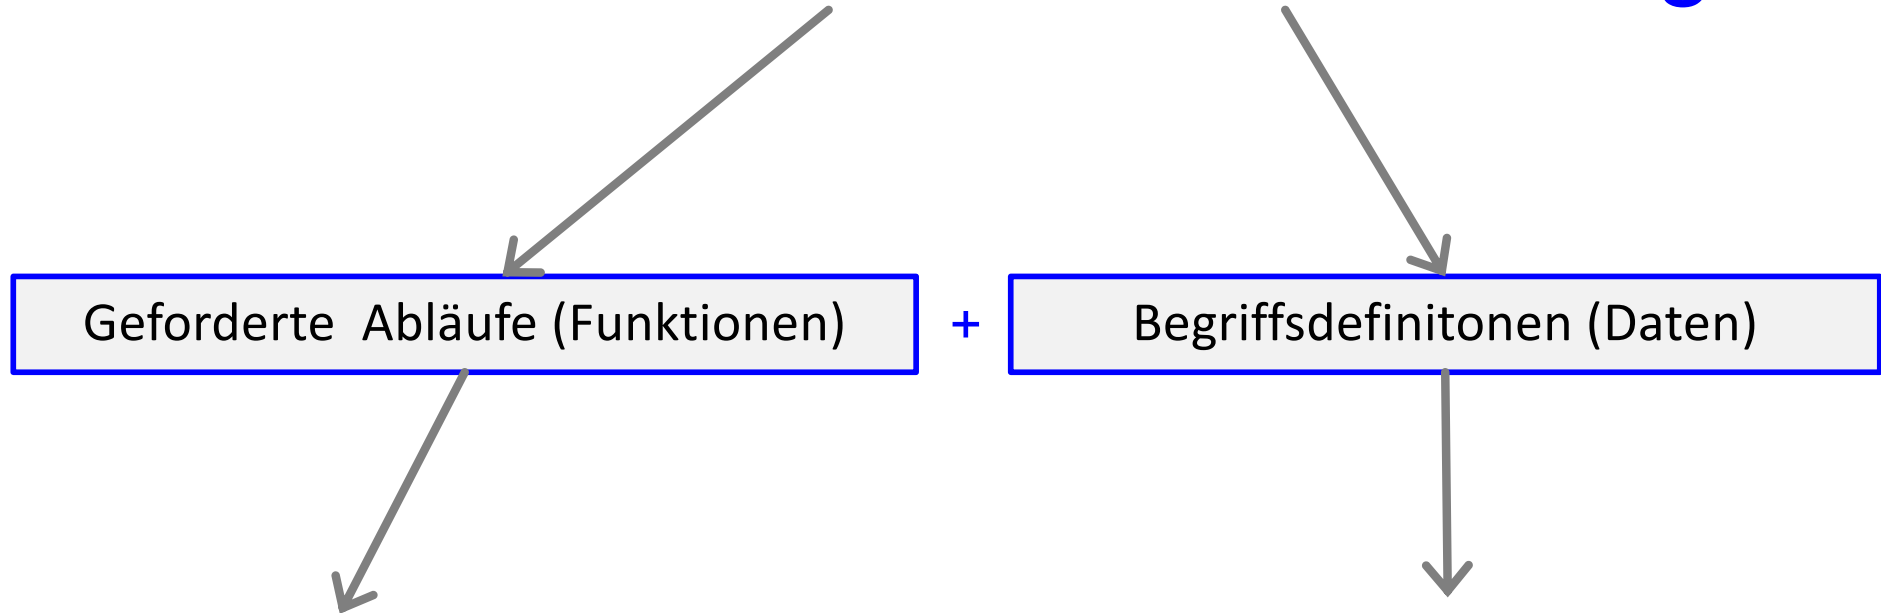 Geforderte  Abläufe (Funktionen) + Begriffsdefinitonen (Daten)